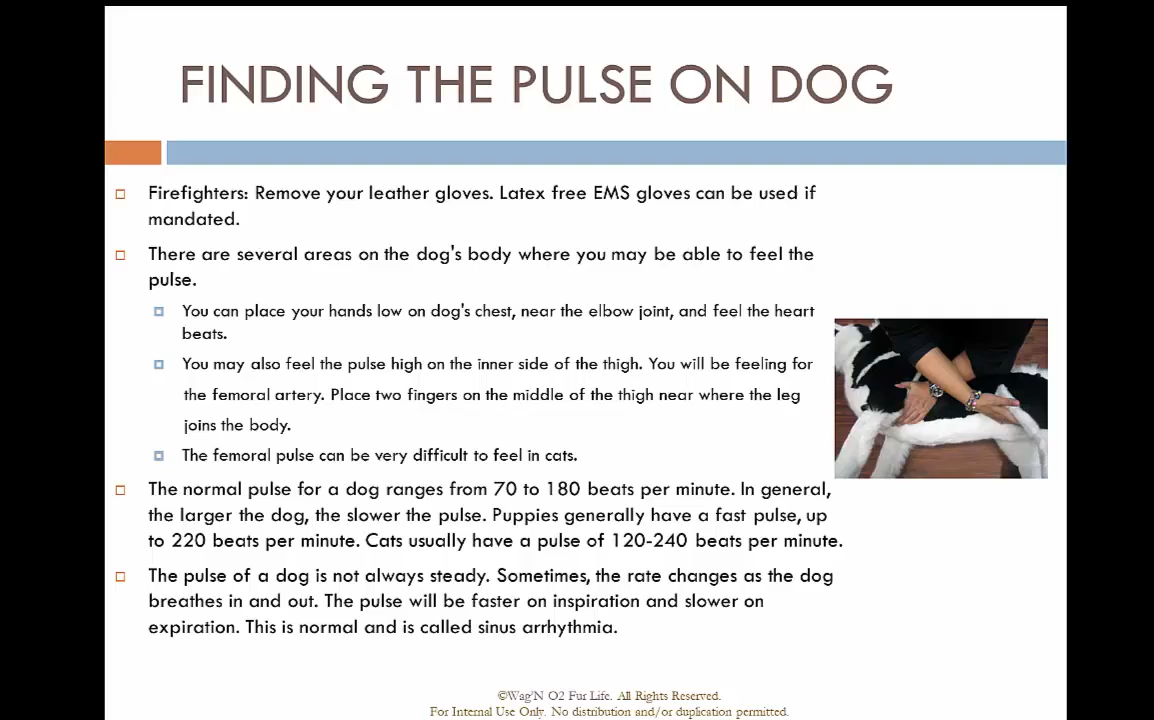 FINDING THE PULSE ON DOG
Firefighters: Remove your leather gloves. Latex free EMS gloves can be used if
mandated.
There are several areas on the dog's body where you may be able to feel the
pulse.
You can place your hands low on dog's chest, near the elbow joint, and feel the heart
beats.
You may also feel the pulse high on the inner side of the thigh. You will be feeling for
the femoral artery. Place two fingers on the middle of the thigh near where the leg
joins the body.
The femoral pulse can be very difficult to feel in cats.
The normal pulse for a dog ranges from 70 to 180 beats per minute. In general,
the larger the dog, the slower the pulse. Puppies generally have a fast pulse, up
to 220 beats per minute. Cats usually have a pulse of 120-240 beats per minute.
The pulse of a dog is not always steady. Sometimes, the rate changes as the dog
breathes in and out. The pulse will be faster on inspiration and slower on
expiration. This is normal and is called sinus arrhythmia.
©Wag'N O2 Fur Life. All Rights Reserved.
For Internal Use Only. No distribution and/or duplication permitted.